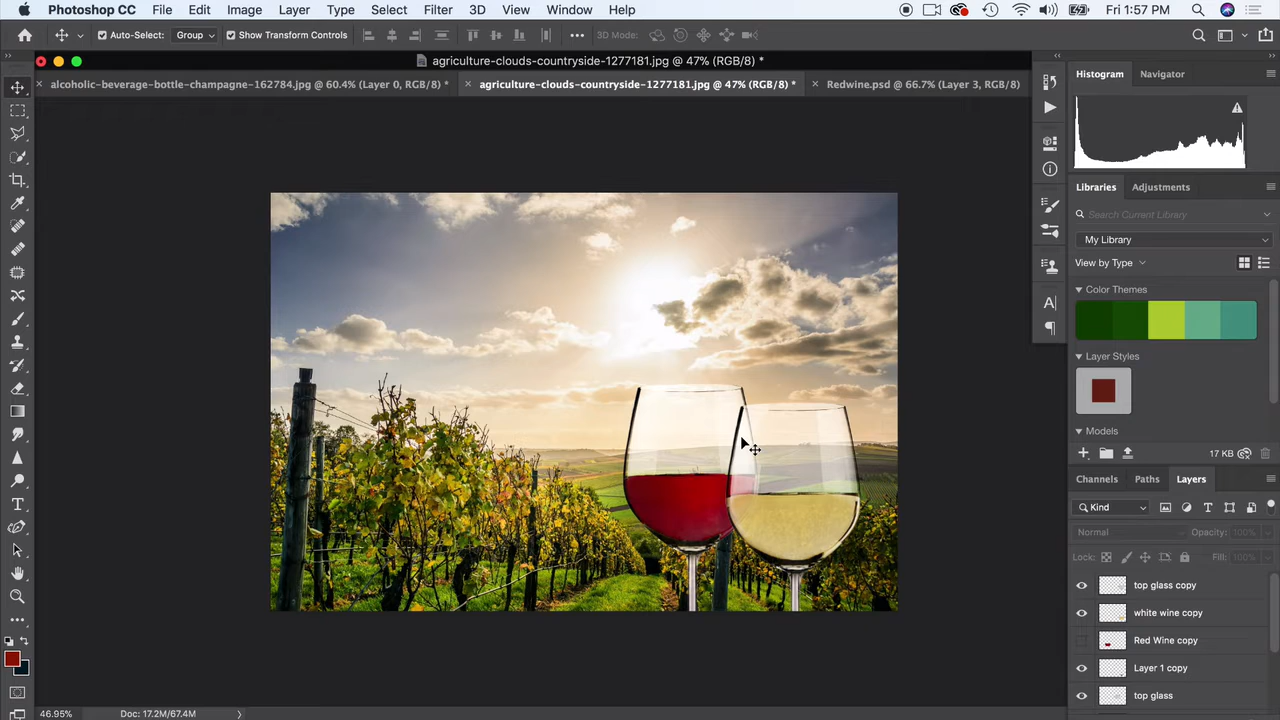 Photoshop CC File Edit Image Layer Type Select Filter 3D View Window Help Fri 1:57 PM
Auto-Select: Group Show Transform Controls 3D Mode:
agriculture-clouds-countryside-1277181.jpg @ 47% (RGB/8) *
alcoholic-beverage-bottle-champagne-162784.jpg @ 60.4% (Layer 0, RGB/8) * agriculture-clouds-countryside-1277181.jpg @ 47% (RGB/8) * Redwine.psd @ 66.7% (Layer 3, RGB/8)
Histogram Navigator
Libraries Adjustments
Search Current Library
My Library
View by Type
Color Themes
Layer Styles
Models
17 KB
Channels Paths Layers
Kind
Normal Opacity: 100%
Lock: Fill: 100%
top glass copy
white wine copy
Red Wine copy
Layer 1 copy
top glass
46.95% Doc: 17.2M/67.4M